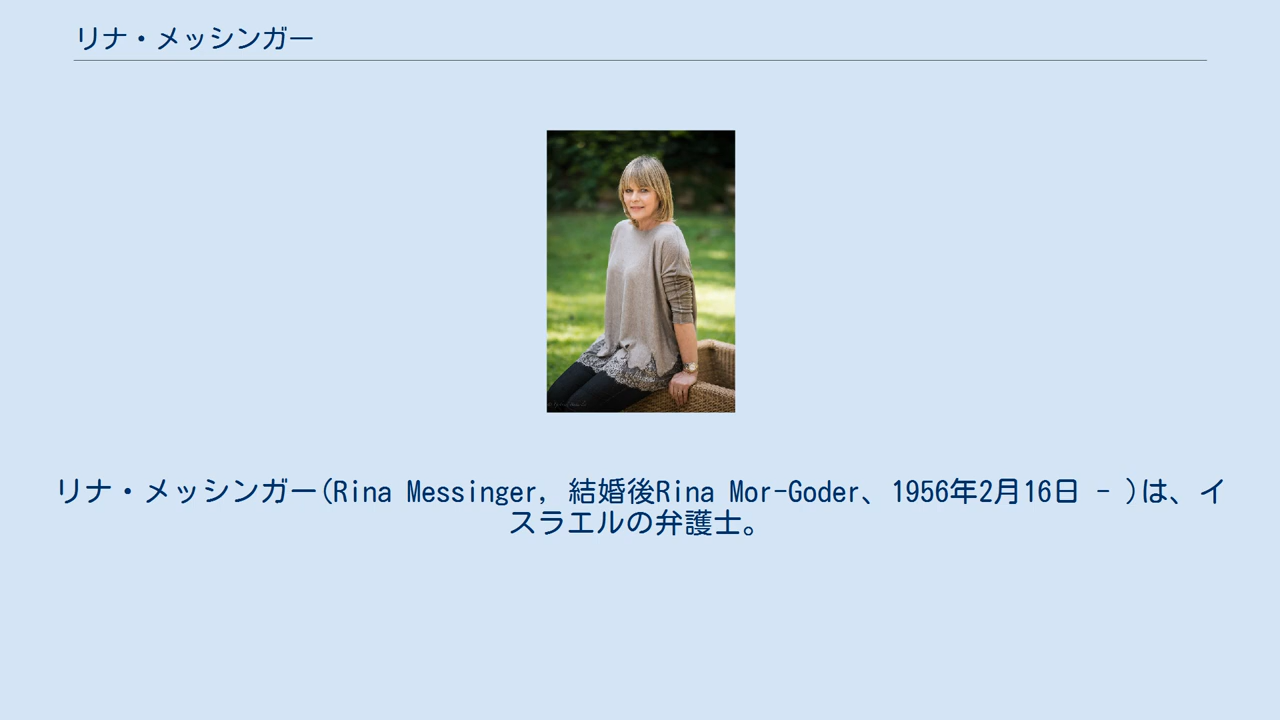 リナ・メッシンガー
リナ・メッシンガー(Rina Messinger, 結婚後Rina Mor-Goder、1956年2月16日 - )は、イ
スラエルの弁護士。